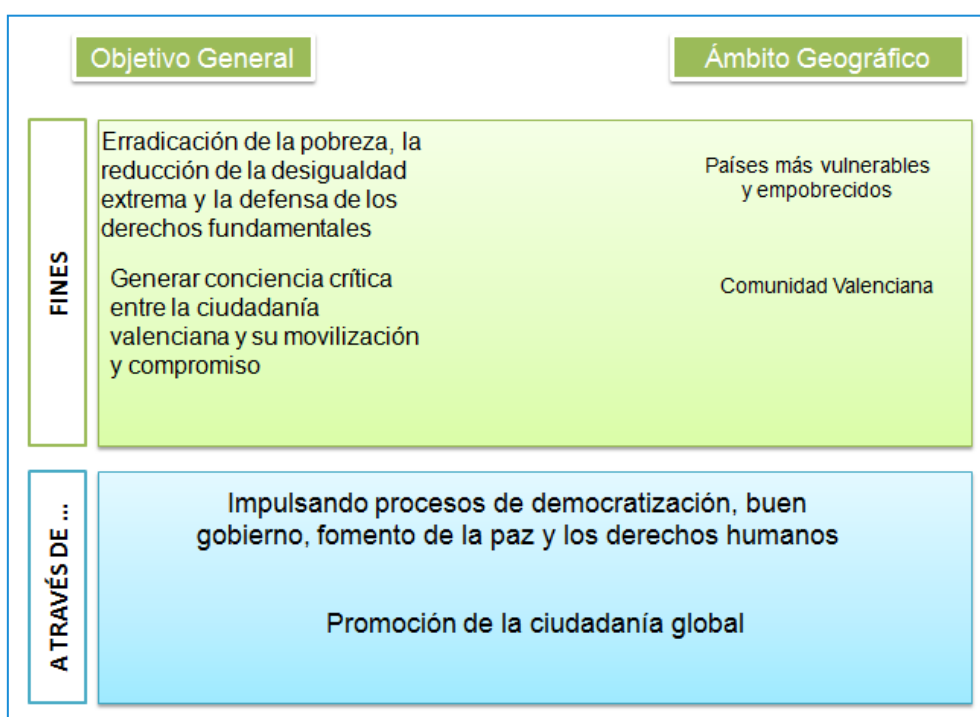 Objetivo General
Ámbito Geográfico
FINES
Erradicación de la pobreza, la
reducción de la desigualdad
extrema y la defensa de los
derechos fundamentales
Países más vulnerables
y empobrecidos
Generar conciencia crítica
entre la ciudadanía
valenciana y su movilización
y compromiso
Comunidad Valenciana
A TRAVÉS DE ...
Impulsando procesos de democratización, buen
gobierno, fomento de la paz y los derechos humanos
Promoción de la ciudadanía global